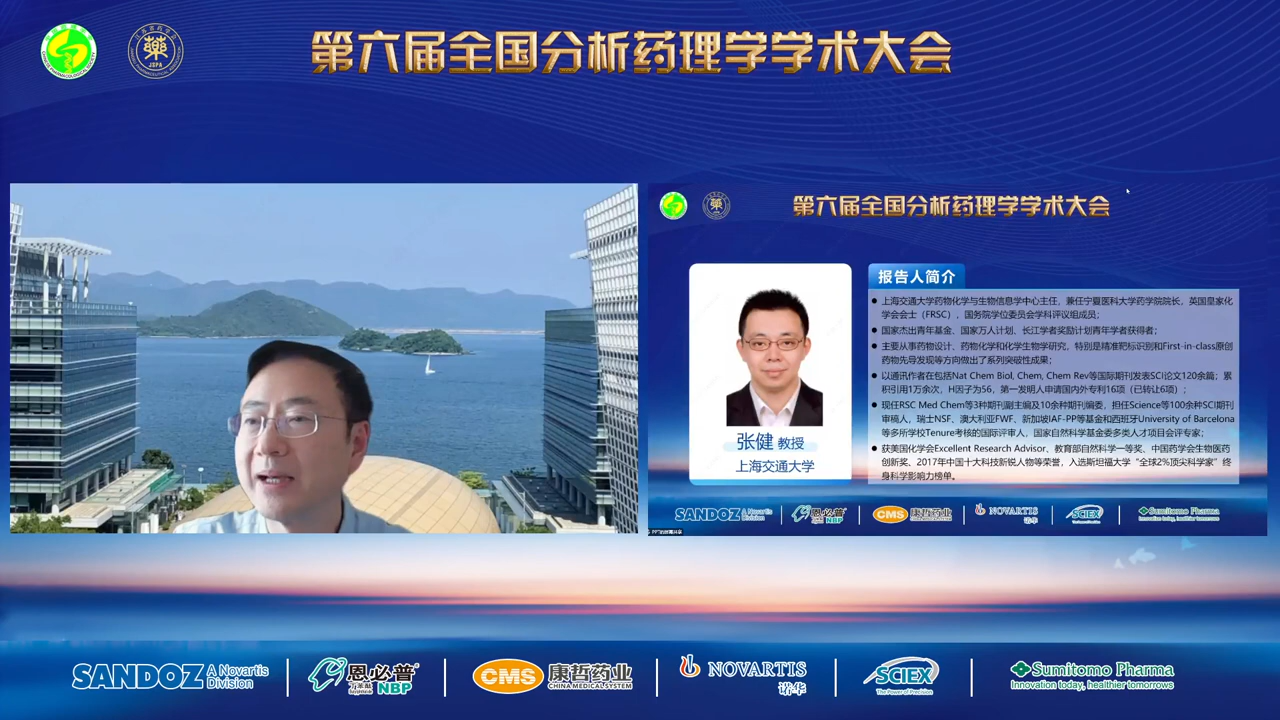 第六届全国分析药理学学术大会
JSPA
第六届全国分析药理学学术大会
报告人简介
● 上海交通大学药物化学与生物信息学中心主任，兼任宁夏医科大学药学院院长，英国皇家化
学会会士（FRSC），国务院学位委员会学科评议组成员；
● 国家杰出青年基金、国家万人计划、长江学者奖励计划青年学者获得者；
● 主要从事药物设计、药物化学和化学生物学研究，特别是精准靶标识别和First-in-class原创
药物先导发现等方向做出了系列突破性成果；
● 以通讯作者在包括Nat Chem Biol, Chem, Chem Rev等国际期刊发表SCI论文120余篇；累
积引用1万余次，H因子为56，第一发明人申请国内外专利16项（已转让6项）；
● 现任RSC Med Chem等3种期刊副主编及10余种期刊编委，担任Science等100余种SCI期刊
审稿人，瑞士NSF、澳大利亚FWF、新加坡IAF-PP等基金和西班牙University of Barcelona
等多所学校Tenure考核的国际评审人，国家自然科学基金委多类人才项目会评专家；
● 获美国化学会Excellent Research Advisor、教育部自然科学一等奖、中国药学会生物医药
创新奖、2017年中国十大科技新锐人物等荣誉，入选斯坦福大学“全球2%顶尖科学家”终
身科学影响力榜单。
张健 教授
上海交通大学
SANDOZ A Novartis Division
恩必普 NBP
CMS 康哲药业
NOVARTIS
诺华
SCIEX
Sumitomo Pharma
Innovation today, healthier tomorrows
SANDOZ A Novartis
Division
恩必普
NBP
CMS 康哲药业
CHINA MEDICAL SYSTEM
NOVARTIS
诺华
SCIEX
The Power of Precision
Sumitomo Pharma
Innovation today, healthier tomorrows